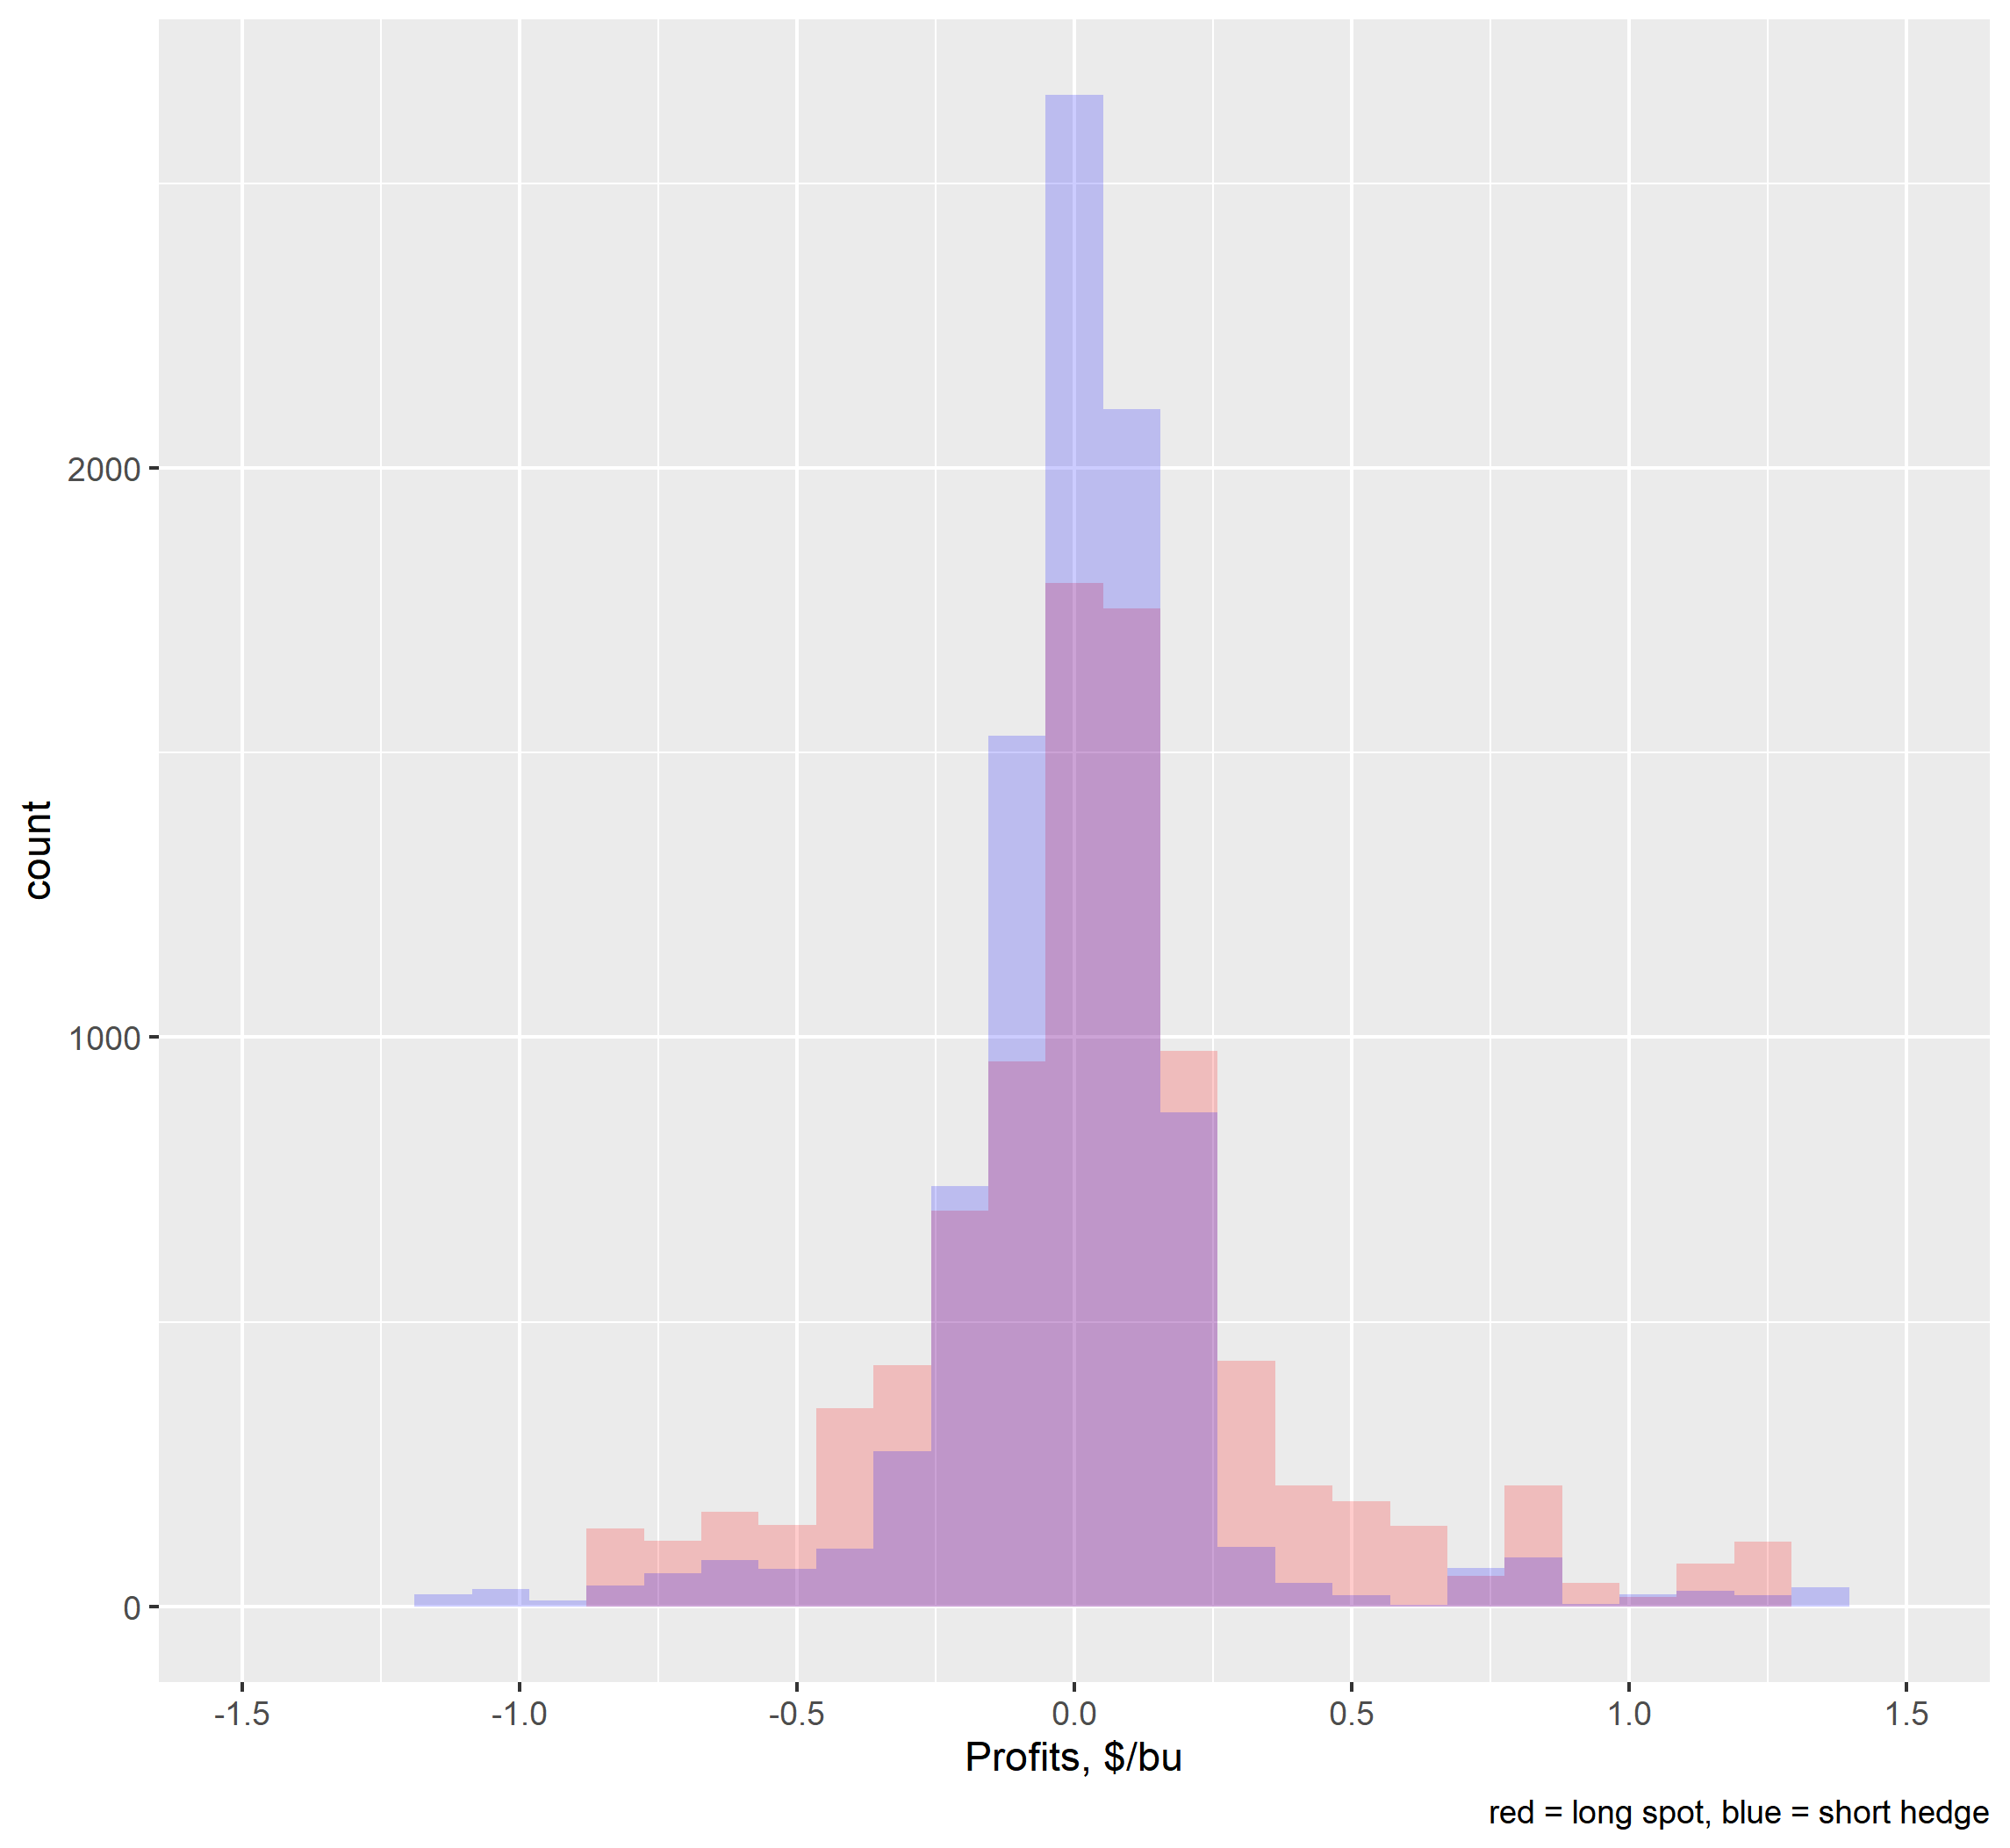 count
2000
1000
0
-1.5 -1.0 -0.5 0.0 0.5 1.0 1.5
Profits, $/bu
red = long spot, blue = short hedge